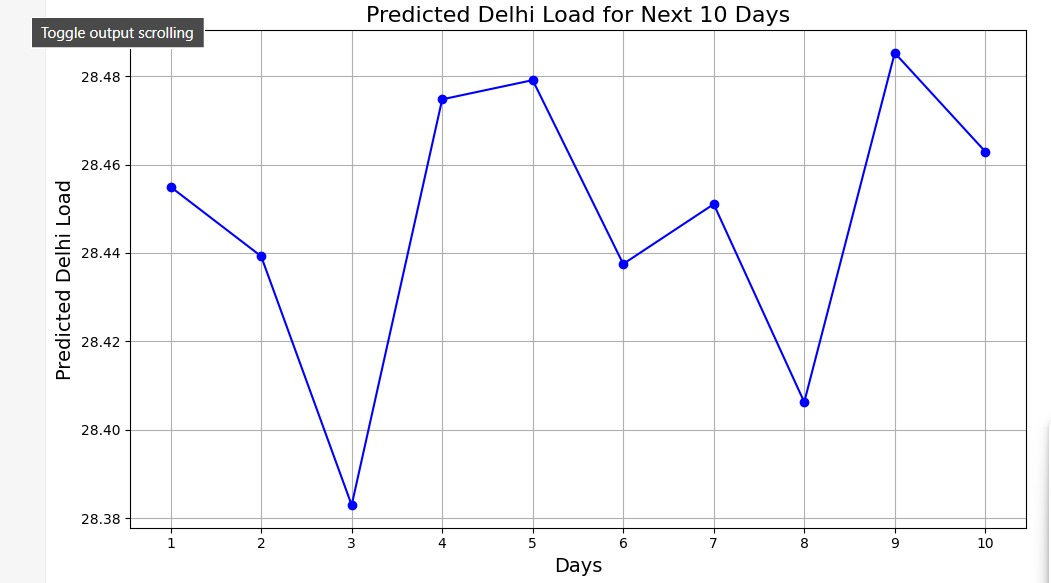 Predicted Delhi Load for Next 10 Days
Toggle output scrolling
28.48
28.46
28.44
28.42
28.40
28.38
Predicted Delhi Load
1 2 3 4 5 6 7 8 9 10
Days